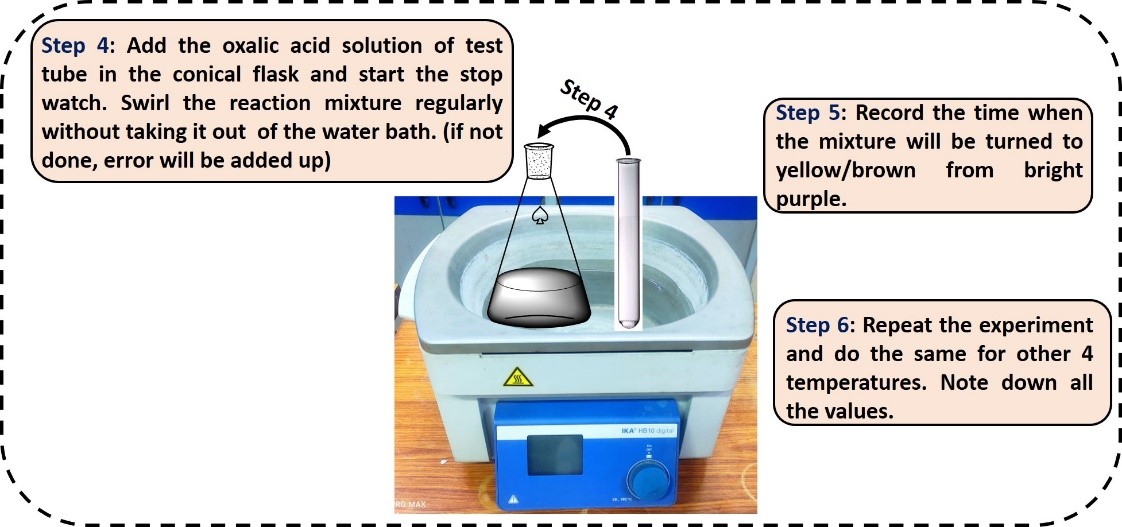 Step 4: Add the oxalic acid solution of test
tube in the conical flask and start the stop
watch. Swirl the reaction mixture regularly
without taking it out of the water bath. (if not
done, error will be added up)
Step 4
Step 5: Record the time when
the mixture will be turned to
yellow/brown from bright
purple.
Step 6: Repeat the experiment
and do the same for other 4
temperatures. Note down all
the values.
IKA® HB10 digital
RO MAX